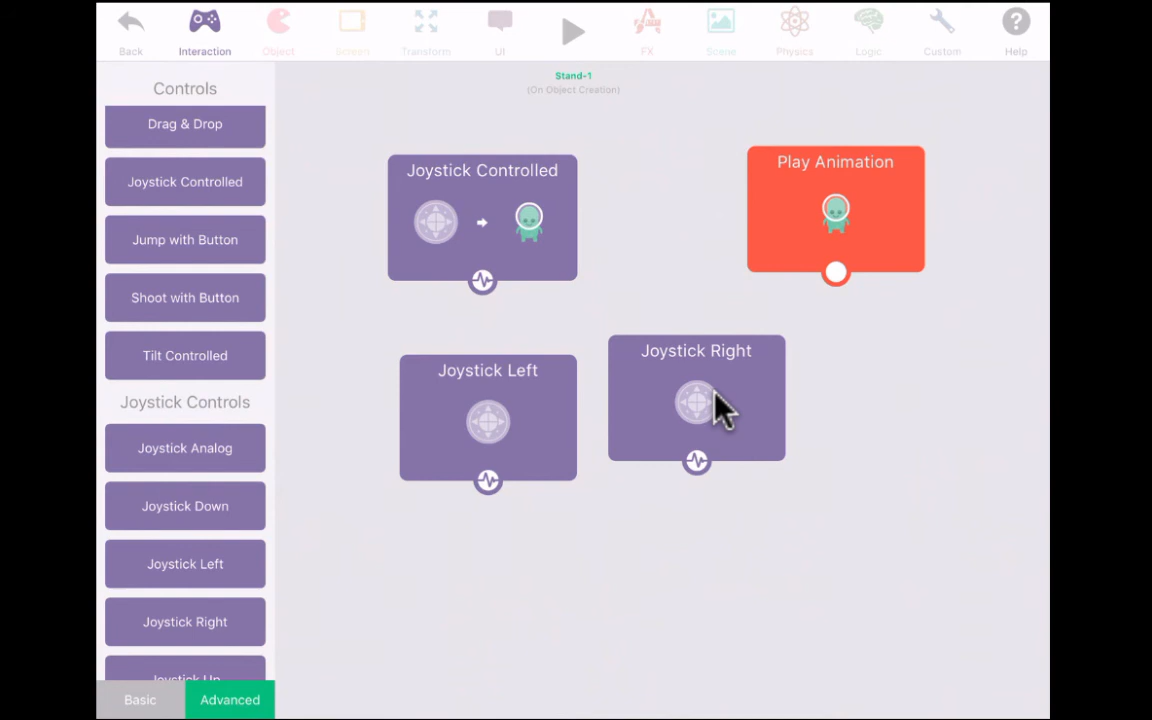 Back
Interaction
Object
Screen
Transform
UI
FX
Scene
Physics
Logic
Custom
Help
Stand-1
(On Object Creation)
Controls
Drag & Drop
Joystick Controlled
Jump with Button
Shoot with Button
Tilt Controlled
Joystick Controls
Joystick Analog
Joystick Down
Joystick Left
Joystick Right
Joystick Up
Basic
Advanced
Joystick Controlled
Play Animation
Joystick Left
Joystick Right